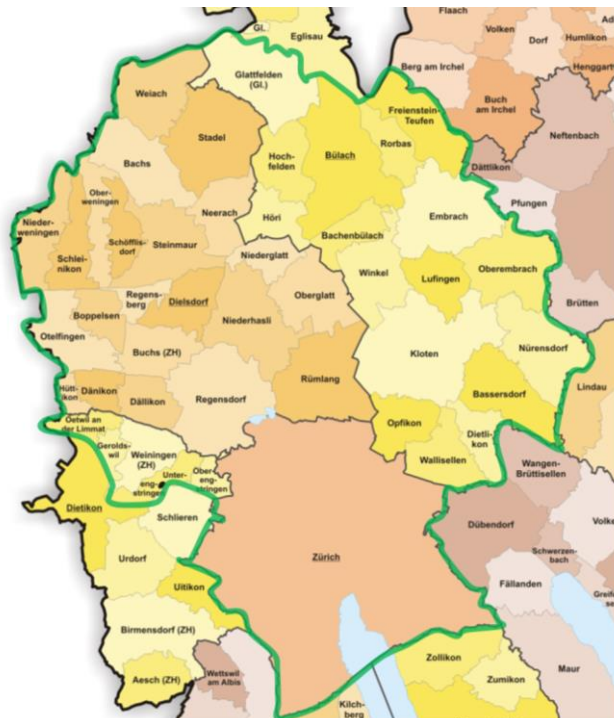 Gl.
Eglisau
Flaach
Volken
Dorf
Humlikon
Berg am Irchel
Henggart
Glattfelden
(Gl.)
Weiach
Buch
am Irchel
Freienstein-
Teufen
Stadel
Neftenbach
Rorbas
Hoch-
felden
Bülach
Bachs
Dättlikon
Ober-
weningen
Pfungen
Neerach
Höri
Embrach
Nieder-
weningen
Schöfflis-
dorf
Steinmaur
Bachenbülach
Schlei-
nikon
Niederglatt
Winkel
Lufingen
Oberembrach
Regens-
berg
Dielsdorf
Oberglatt
Brütten
Boppelsen
Niederhasli
Otelfingen
Buchs (ZH)
Kloten
Nürensdorf
Hütt-
ikon
Dänikon
Dällikon
Rümlang
Lindau
Regensdorf
Bassersdorf
Oetwil an
der Limmat
Opfikon
Dietli-
kon
Gerolds-
wil
Weiningen
(ZH)
Wallisellen
Wangen-
Brüttisellen
Unter-
eng-
stringen
Ober-
eng-
stringen
Dietikon
Schlieren
Dübendorf
Volke
Schwerzen-
bach
Urdorf
Zürich
Fällanden
Uitikon
Greife
se
Birmensdorf (ZH)
Zollikon
Maur
Wettswil
am Albis
Aesch (ZH)
Zumikon
Kilch-
berg